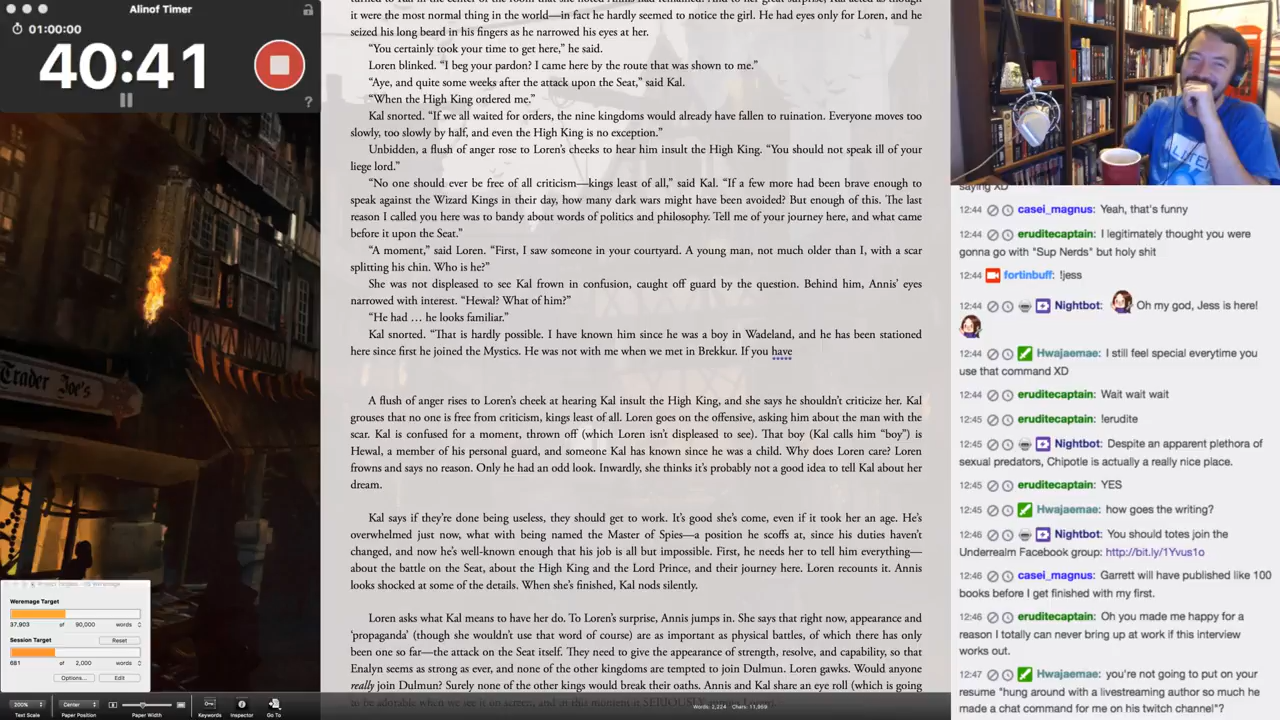 Alinof Timer
01:00:00
40:41
?
Trader Joe's
Weremage Target
37,903 of 90,000 words
Session Target Reset
681 of 2,000 words
Options... Edit
200% Center
Text Scale Paper Position Paper Width Keywords Inspector Go To
it were the most normal thing in the world—in fact he hardly seemed to notice the girl. He had eyes only for Loren, and he
seized his long beard in his fingers as he narrowed his eyes at her.
“You certainly took your time to get here,” he said.
Loren blinked. “I beg your pardon? I came here by the route that was shown to me.”
“Aye, and quite some weeks after the attack upon the Seat,” said Kal.
“When the High King ordered me.”
Kal snorted. “If we all waited for orders, the nine kingdoms would already have fallen to ruination. Everyone moves too
slowly, too slowly by half, and even the High King is no exception.”
Unbidden, a flush of anger rose to Loren’s cheeks to hear him insult the High King. “You should not speak ill of your
liege lord.”
“No one should ever be free of all criticism—kings least of all,” said Kal. “If a few more had been brave enough to
speak against the Wizard Kings in their day, how many dark wars might have been avoided? But enough of this. The last
reason I called you here was to bandy about words of politics and philosophy. Tell me of your journey here, and what came
before it upon the Seat.”
“A moment,” said Loren. “First, I saw someone in your courtyard. A young man, not much older than I, with a scar
splitting his chin. Who is he?”
She was not displeased to see Kal frown in confusion, caught off guard by the question. Behind him, Annis’ eyes
narrowed with interest. “Hewal? What of him?”
“He had … he looks familiar.”
Kal snorted. “That is hardly possible. I have known him since he was a boy in Wadeland, and he has been stationed
here since first he joined the Mystics. He was not with me when we met in Brekkur. If you have
A flush of anger rises to Loren’s cheek at hearing Kal insult the High King, and she says he shouldn’t criticize her. Kal
grouses that no one is free from criticism, kings least of all. Loren goes on the offensive, asking him about the man with the
scar. Kal is confused for a moment, thrown off (which Loren isn’t displeased to see). That boy (Kal calls him “boy”) is
Hewal, a member of his personal guard, and someone Kal has known since he was a child. Why does Loren care? Loren
frowns and says no reason. Only he had an odd look. Inwardly, she thinks it’s probably not a good idea to tell Kal about her
dream.
Kal says if they’re done being useless, they should get to work. It’s good she’s come, even if it took her an age. He’s
overwhelmed just now, what with being named the Master of Spies—a position he scoffs at, since his duties haven’t
changed, and now he’s well-known enough that his job is all but impossible. First, he needs her to tell him everything—
about the battle on the Seat, about the High King and the Lord Prince, and their journey here. Loren recounts it. Annis
looks shocked at some of the details. When she’s finished, Kal nods silently.
Loren asks what Kal means to have her do. To Loren’s surprise, Annis jumps in. She says that right now, appearance and
‘propaganda’ (though she wouldn’t use that word of course) are as important as physical battles, of which there has only
been one so far—the attack on the Seat itself. They need to give the appearance of strength, resolve, and capability, so that
Enalyn seems as strong as ever, and none of the other kingdoms are tempted to join Dulmun. Loren gawks. Would anyone
really join Dulmun? Surely none of the other kings would break their oaths. Annis and Kal share an eye roll (which is going
Words: 2,224 Chars: 11,869
saying XD
12:44 casei_magnus: Yeah, that's funny
12:44 eruditecaptain: I legitimately thought you were
gonna go with "Sup Nerds" but holy shit
12:44 fortinbuff: !jess
12:44 Nightbot: Oh my god, Jess is here!
12:44 Hwajaemae: I still feel special everytime you
use that command XD
12:44 eruditecaptain: Wait wait wait
12:45 eruditecaptain: !erudite
12:45 Nightbot: Despite an apparent plethora of
sexual predators, Chipotle is actually a really nice place.
12:45 eruditecaptain: YES
12:45 Hwajaemae: how goes the writing?
12:46 Nightbot: You should totes join the
Underrealm Facebook group: http://bit.ly/1Yvus1o
12:46 casei_magnus: Garrett will have published like 100
books before I get finished with my first.
12:46 eruditecaptain: Oh you made me happy for a
reason I totally can never bring up at work if this interview
works out.
12:47 Hwajaemae: you're not going to put on your
resume "hung around with a livestreaming author so much he
made a chat command for me on his twitch channel"?